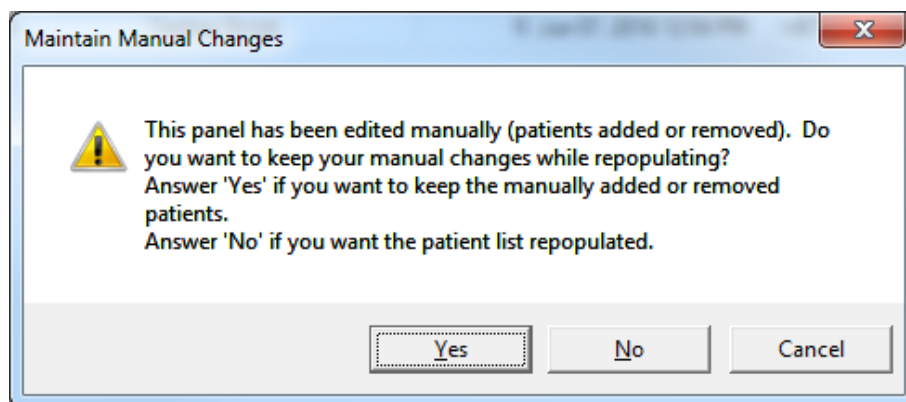 Maintain Manual Changes
This panel has been edited manually (patients added or removed).  Do
you want to keep your manual changes while repopulating?
Answer 'Yes' if you want to keep the manually added or removed
patients.
Answer 'No' if you want the patient list repopulated.
Yes
No
Cancel